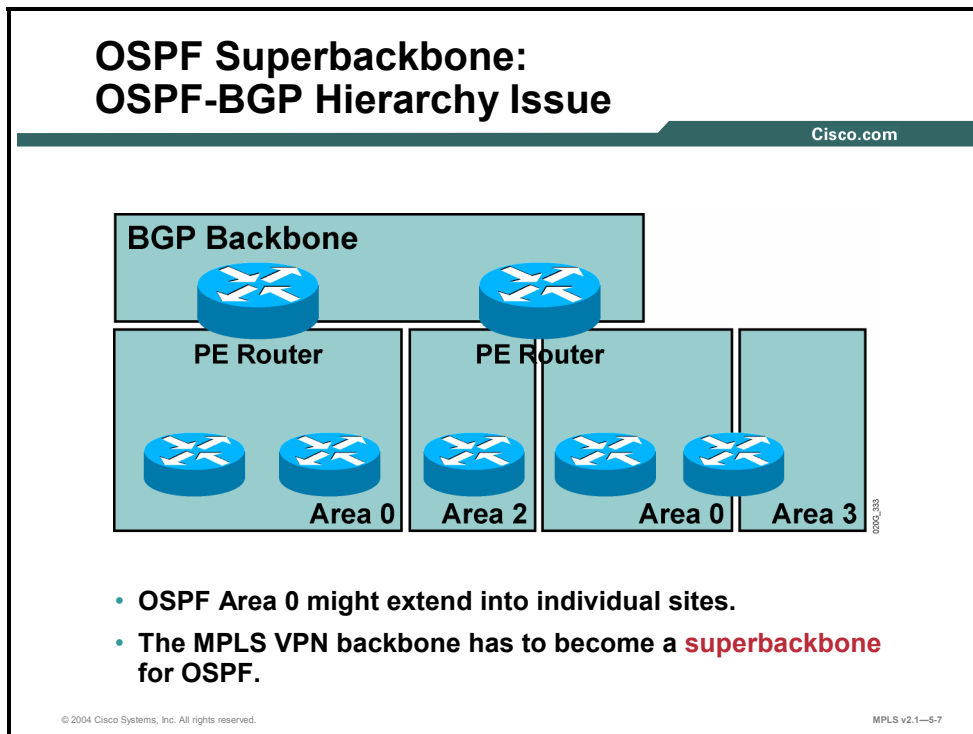 OSPF Superbackbone:
OSPF-BGP Hierarchy Issue
Cisco.com
BGP Backbone
PE Router
PE Router
Area 0
Area 2
Area 0
Area 3
020G_333
• OSPF Area 0 might extend into individual sites.
• The MPLS VPN backbone has to become a superbackbone
for OSPF.
© 2004 Cisco Systems, Inc. All rights reserved.
MPLS v2.1—5-7